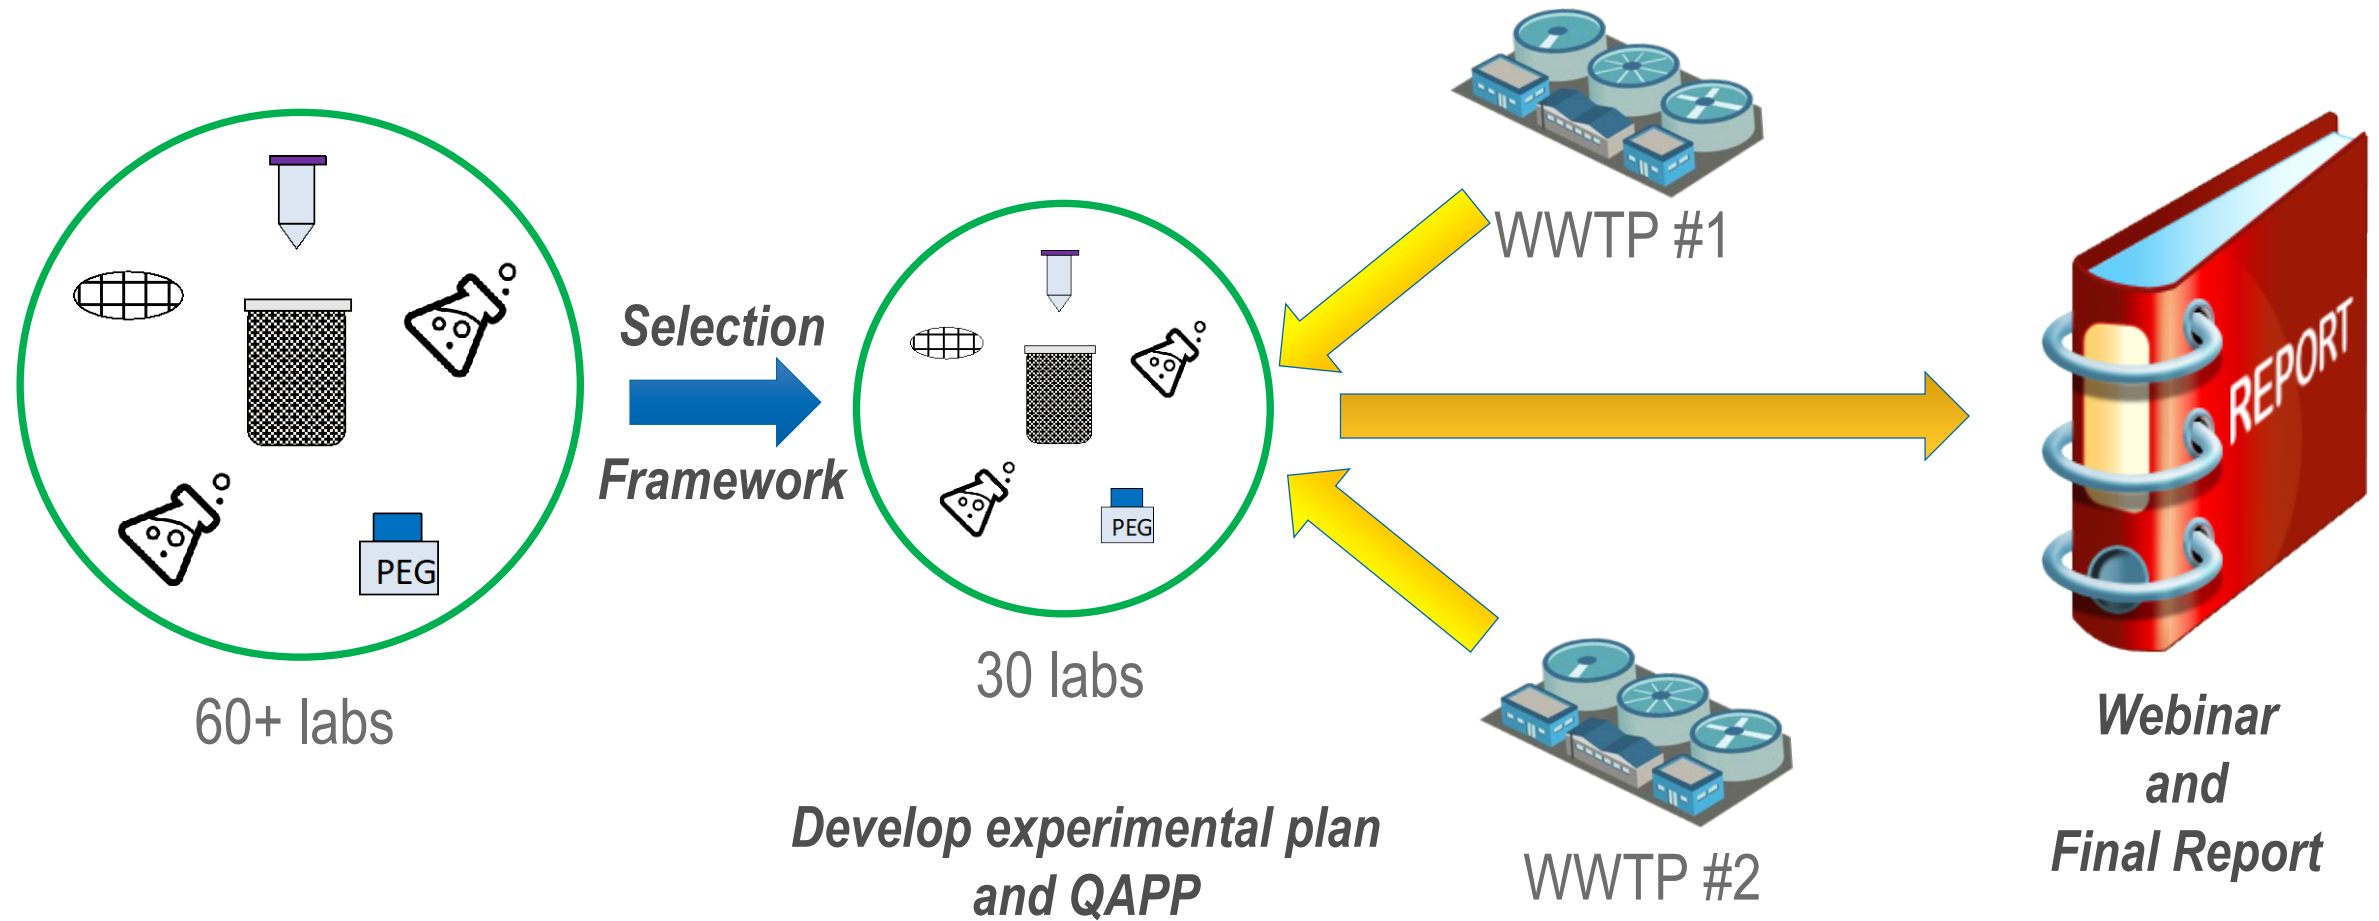 PEG
60+ labs
Selection
Framework
PEG
30 labs
Develop experimental plan
and QAPP
WWTP #1
WWTP #2
REPORT
Webinar
and
Final Report